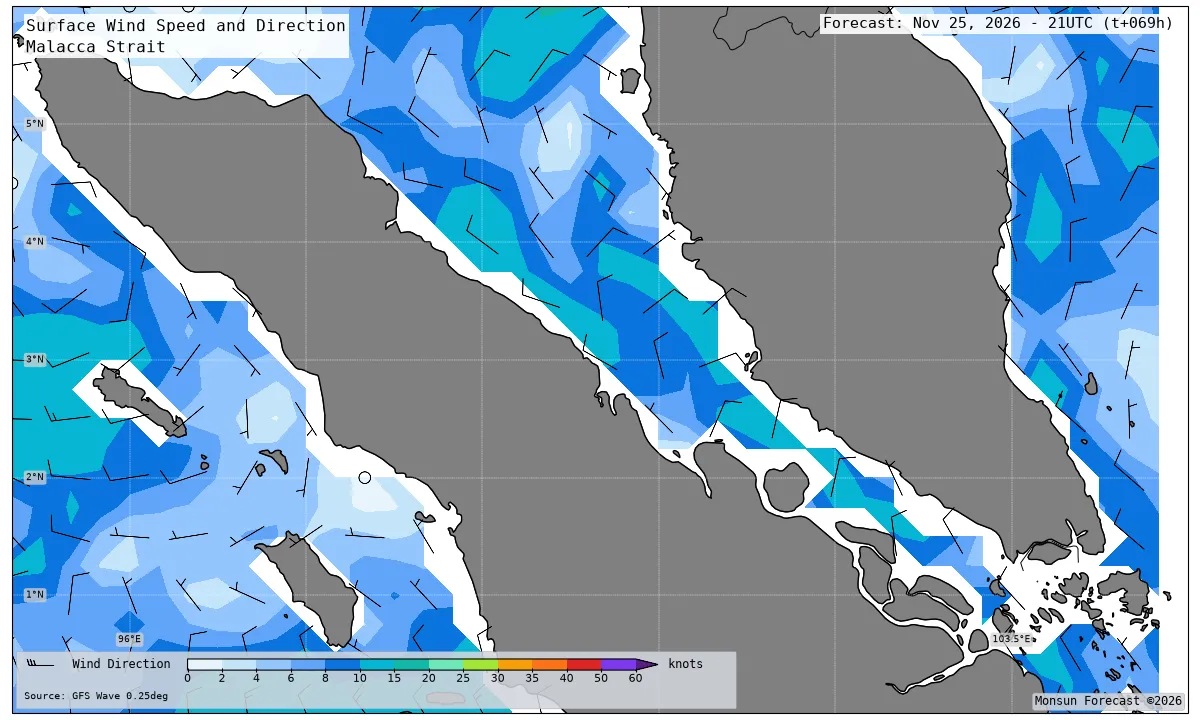 Surface Wind Speed and Direction
Malacca Strait
Forecast: Nov 25, 2026 - 21UTC (t+069h)
5°N
4°N
3°N
2°N
1°N
96°E
103.5°E
Wind Direction
knots
0 2 4 6 8 10 15 20 25 30 35 40 50 60
Source: GFS Wave 0.25deg
Monsun Forecast ©2026